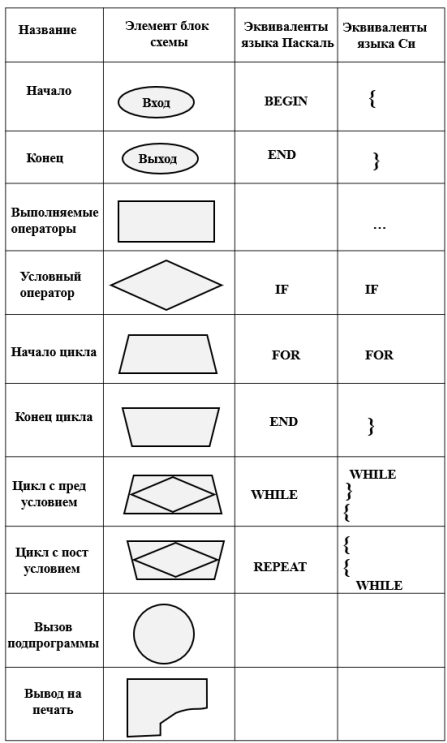 Название
Элемент блок
схемы
Эквиваленты
языка Паскаль
Эквиваленты
языка Си
Начало
Вход
BEGIN
{
Конец
Выход
END
}
Выполняемые
операторы
...
Условный
оператор
IF
IF
Начало цикла
FOR
FOR
Конец цикла
END
}
Цикл с пред
условием
WHILE
WHILE
}
{
Цикл с пост
условием
REPEAT
{
{
WHILE
Вызов
подпрограммы
Вывод на
печать